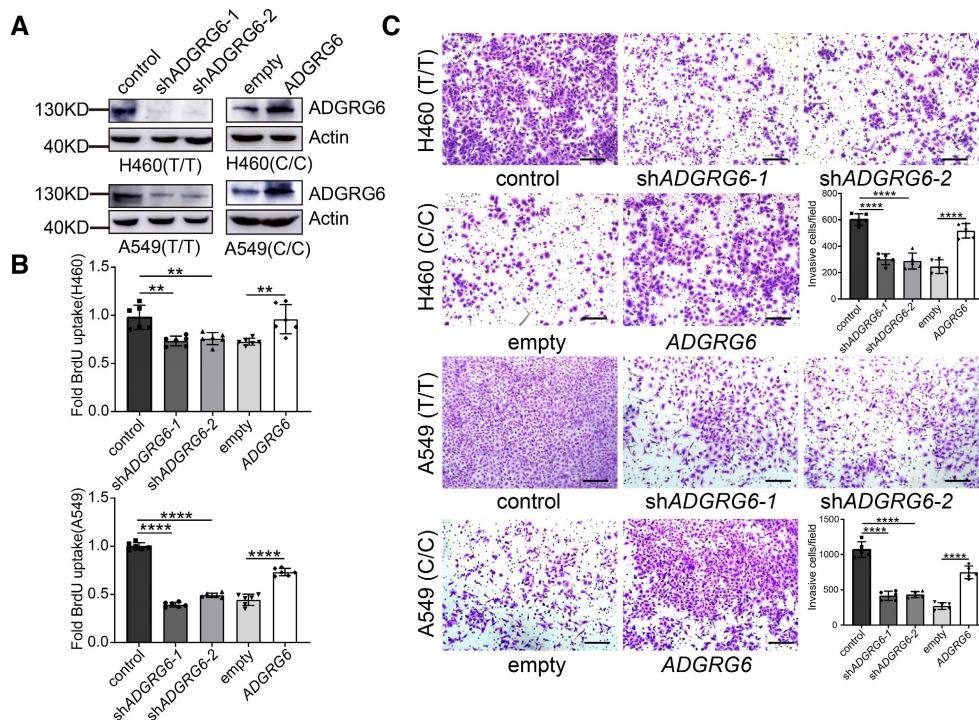 A
control
shADGRG6-1
shADGRG6-2
empty
ADGRG6
130KD
ADGRG6
40KD
Actin
H460(T/T)
H460(C/C)
130KD
ADGRG6
40KD
Actin
A549(T/T)
A549(C/C)
B
Fold BrdU uptake(H460)
1.5
1.0
0.5
0.0
**
**
**
control
shADGRG6-1
shADGRG6-2
empty
ADGRG6
Fold BrdU uptake(A549)
1.5
1.0
0.5
0.0
****
****
****
control
shADGRG6-1
shADGRG6-2
empty
ADGRG6
C
H460 (T/T)
control
shADGRG6-1
shADGRG6-2
H460 (C/C)
empty
ADGRG6
Invasive cells/field
800
600
400
200
0
****
****
****
control
shADGRG6-1
shADGRG6-2
empty
ADGRG6
A549 (T/T)
control
shADGRG6-1
shADGRG6-2
A549 (C/C)
empty
ADGRG6
Invasive cells/field
1500
1000
500
0
****
****
****
control
shADGRG6-1
shADGRG6-2
empty
ADGRG6